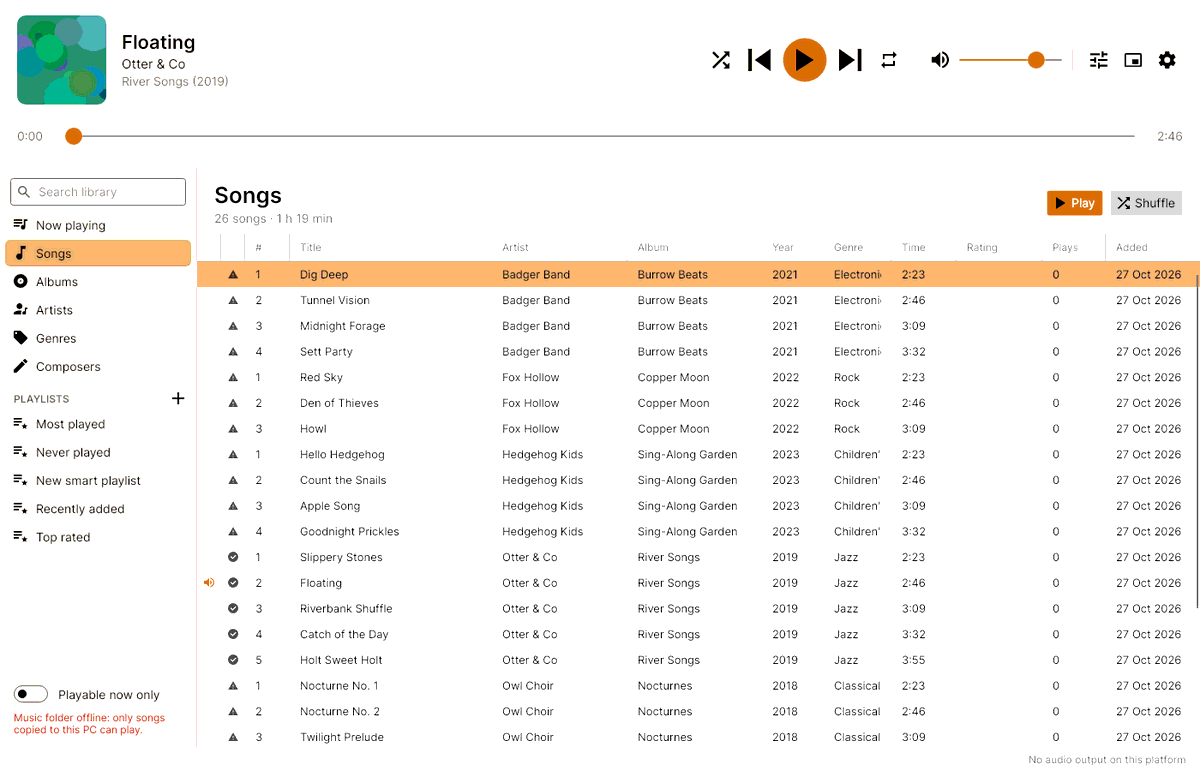 Floating
Otter & Co
River Songs (2019)
0:00
2:46
Search library
Now playing
Songs
Albums
Artists
Genres
Composers
PLAYLISTS
Most played
Never played
New smart playlist
Recently added
Top rated
Playable now only
Music folder offline: only songs
copied to this PC can play.
Songs
26 songs · 1 h 19 min
Play
Shuffle
# Title Artist Album Year Genre Time Rating Plays Added
1 Dig Deep Badger Band Burrow Beats 2021 Electroni 2:23 0 27 Oct 2026
2 Tunnel Vision Badger Band Burrow Beats 2021 Electroni 2:46 0 27 Oct 2026
3 Midnight Forage Badger Band Burrow Beats 2021 Electroni 3:09 0 27 Oct 2026
4 Sett Party Badger Band Burrow Beats 2021 Electroni 3:32 0 27 Oct 2026
1 Red Sky Fox Hollow Copper Moon 2022 Rock 2:23 0 27 Oct 2026
2 Den of Thieves Fox Hollow Copper Moon 2022 Rock 2:46 0 27 Oct 2026
3 Howl Fox Hollow Copper Moon 2022 Rock 3:09 0 27 Oct 2026
1 Hello Hedgehog Hedgehog Kids Sing-Along Garden 2023 Children' 2:23 0 27 Oct 2026
2 Count the Snails Hedgehog Kids Sing-Along Garden 2023 Children' 2:46 0 27 Oct 2026
3 Apple Song Hedgehog Kids Sing-Along Garden 2023 Children' 3:09 0 27 Oct 2026
4 Goodnight Prickles Hedgehog Kids Sing-Along Garden 2023 Children' 3:32 0 27 Oct 2026
1 Slippery Stones Otter & Co River Songs 2019 Jazz 2:23 0 27 Oct 2026
2 Floating Otter & Co River Songs 2019 Jazz 2:46 0 27 Oct 2026
3 Riverbank Shuffle Otter & Co River Songs 2019 Jazz 3:09 0 27 Oct 2026
4 Catch of the Day Otter & Co River Songs 2019 Jazz 3:32 0 27 Oct 2026
5 Holt Sweet Holt Otter & Co River Songs 2019 Jazz 3:55 0 27 Oct 2026
1 Nocturne No. 1 Owl Choir Nocturnes 2018 Classical 2:23 0 27 Oct 2026
2 Nocturne No. 2 Owl Choir Nocturnes 2018 Classical 2:46 0 27 Oct 2026
3 Twilight Prelude Owl Choir Nocturnes 2018 Classical 3:09 0 27 Oct 2026
No audio output on this platform